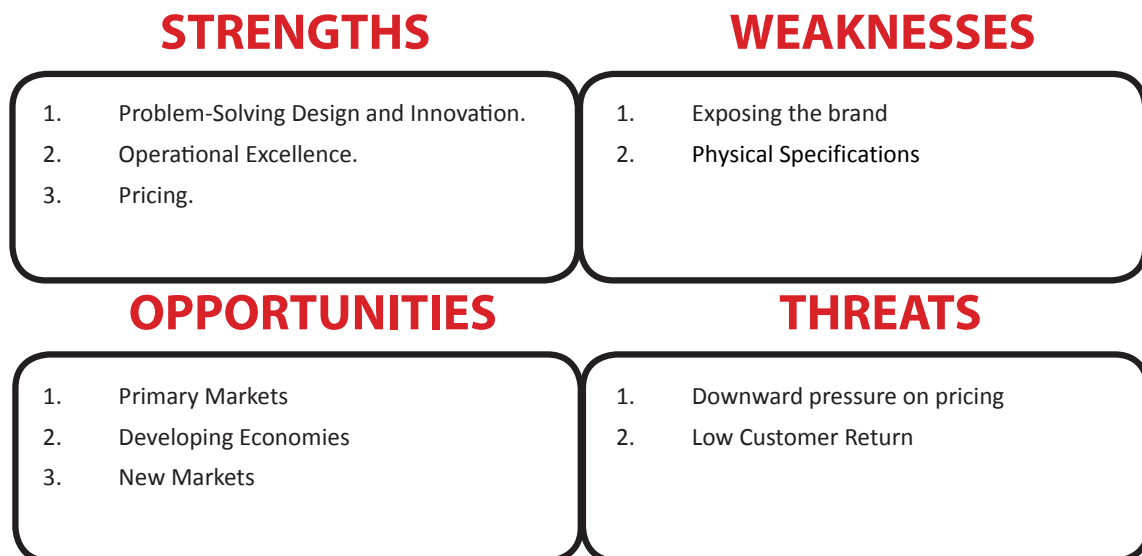 STRENGTHS
1. Problem-Solving Design and Innovation.
2. Operational Excellence.
3. Pricing.
WEAKNESSES
1. Exposing the brand
2. Physical Specifications
OPPORTUNITIES
1. Primary Markets
2. Developing Economies
3. New Markets
THREATS
1. Downward pressure on pricing
2. Low Customer Return